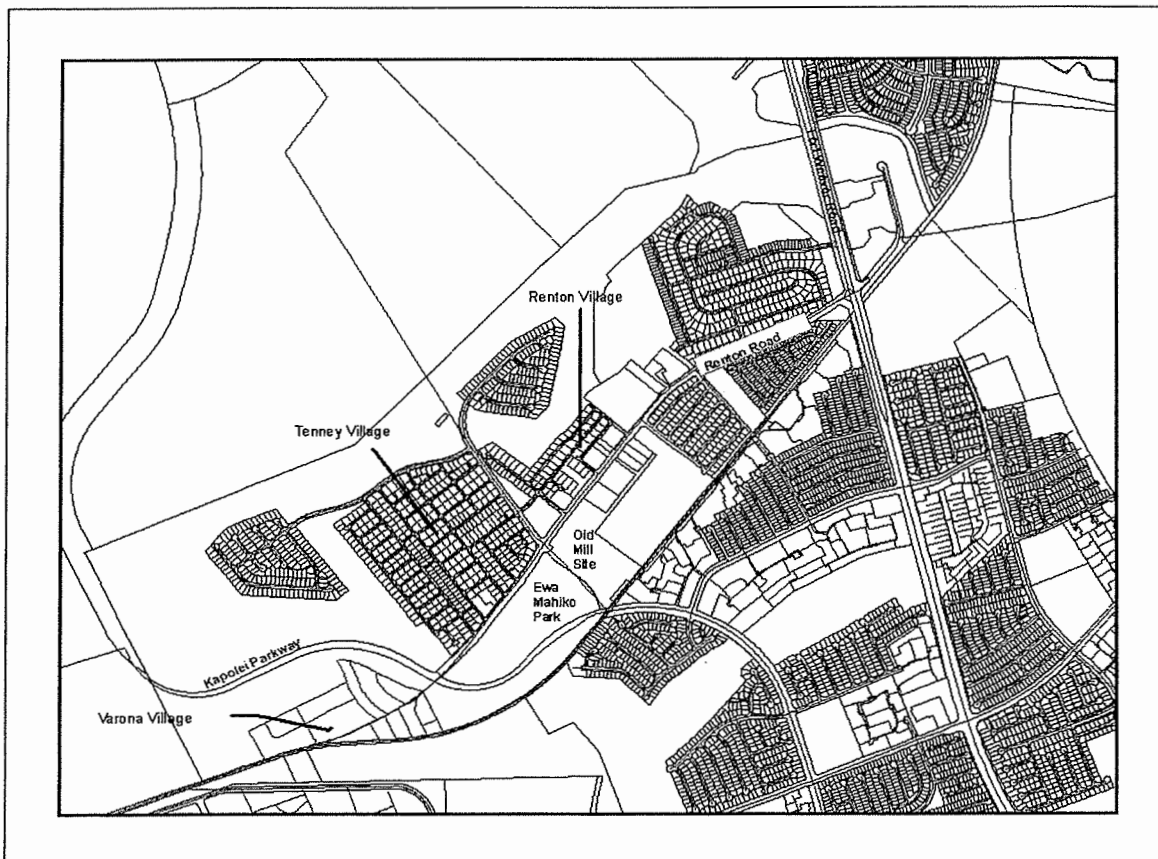 Renton Village
Renton Road
Tenney Village
Old
Mill
Site
Ewa
Mahiko
Park
Kapolei Parkway
Varona Village